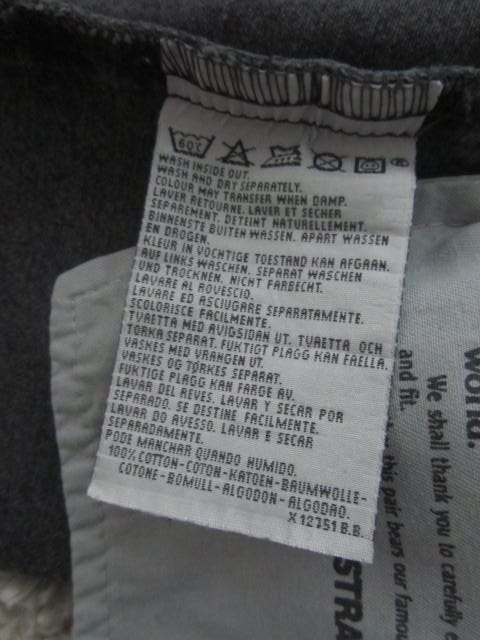 60°C
®
WASH INSIDE OUT.
WASH AND DRY SEPARATELY.
COLOUR MAY TRANSFER WHEN DAMP.
LAVER RETOURNE. LAVER ET SECHER
SEPAREMENT. DETEINT NATURELLEMENT.
BINNENSTE BUITEN WASSEN. APART WASSEN
EN DROGEN.
KLEUR IN VOCHTIGE TOESTAND KAN AFGAAN.
AUF LINKS WASCHEN. SEPARAT WASCHEN
UND TROCKNEN. NICHT FARBECHT.
LAVARE AL ROVESCIO.
LAVARE ED ASCIUGARE SEPARATAMENTE.
SCOLORISCE FACILMENTE.
TVAETTA MED AVIGSIDAN UT. TVAETTA OCH
TORKA SEPARAT. FUKTIGT PLAGG KAN FAELLA.
VASKES MED VRANGEN UT.
VASKES OG TORKES SEPARAT.
FUKTIGE PLAGG KAN FARGE AV.
LAVAR DEL REVES. LAVAR Y SECAR POR
SEPARADO. SE DESTINE FACILMENTE.
LAVAR DO AVESSO. LAVAR E SECAR
SEPARADAMENTE.
PODE MANCHAR QUANDO HUMIDO.
100% COTTON-COTON-KATOEN-BAUMWOLLE-
COTONE-BOMULL-ALGODON-ALGODAO.
X 12751 B.B.
world.
We shall thank you to carefully
and fit.
this pair bears our famo
STRA